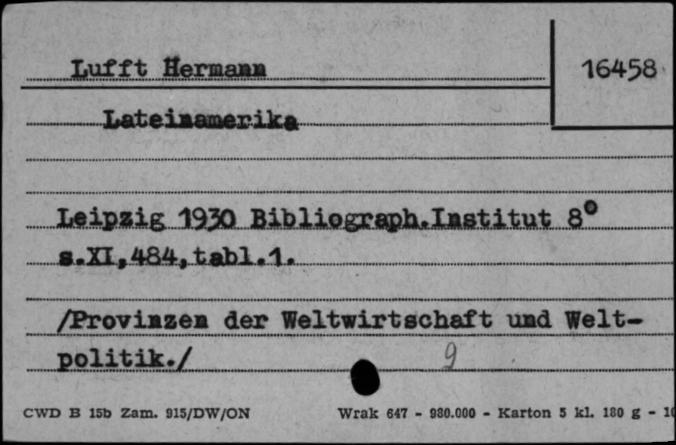 Lufft Hermann
16458
Lateinamerika
Leipzig 1930 Bibliograph.Institut 8°
s.XI,484,tabl.1.
/Provinzen der Weltwirtschaft und Welt-
politik./
9
CWD B 15b Zam. 915/DW/ON Wrak 647 - 980.000 - Karton 5 kl. 180 g - 10